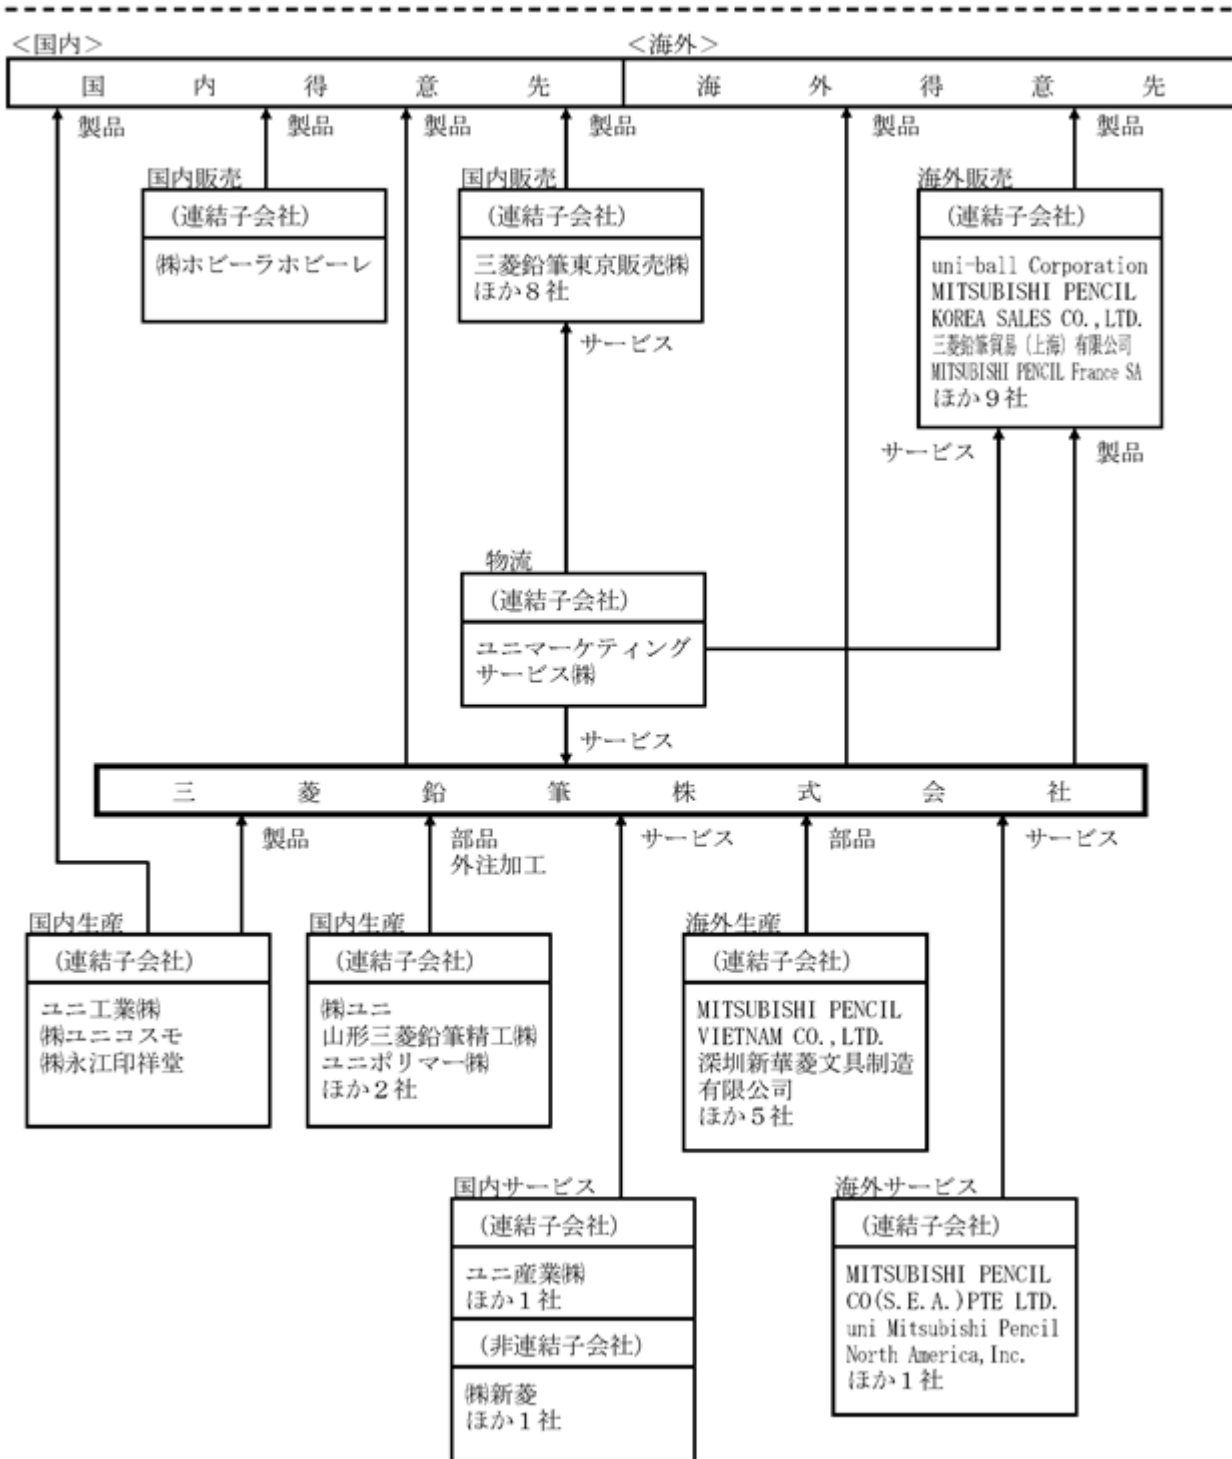 ＜国内＞
＜海外＞
国内得意先
海外得意先
製品
製品
製品
製品
製品
製品
国内販売
(連結子会社)
㈱ホビーラホビーレ
国内販売
(連結子会社)
三菱鉛筆東京販売㈱
ほか８社
海外販売
(連結子会社)
uni-ball Corporation
MITSUBISHI PENCIL
KOREA SALES CO.,LTD.
三菱鉛筆貿易（上海）有限公司
MITSUBISHI PENCIL France SA
ほか９社
サービス
サービス
製品
物流
(連結子会社)
ユニマーケティング
サービス㈱
サービス
三菱鉛筆株式会社
製品
部品
外注加工
サービス
部品
サービス
国内生産
(連結子会社)
ユニ工業㈱
㈱ユニコスモ
㈱永江印祥堂
国内生産
(連結子会社)
㈱ユニ
山形三菱鉛筆精工㈱
ユニポリマー㈱
ほか２社
海外生産
(連結子会社)
MITSUBISHI PENCIL
VIETNAM CO.,LTD.
深圳新華菱文具制造
有限公司
ほか５社
国内サービス
(連結子会社)
ユニ産業㈱
ほか１社
(非連結子会社)
㈱新菱
ほか１社
海外サービス
(連結子会社)
MITSUBISHI PENCIL
CO(S.E.A.)PTE LTD.
uni Mitsubishi Pencil
North America,Inc.
ほか１社